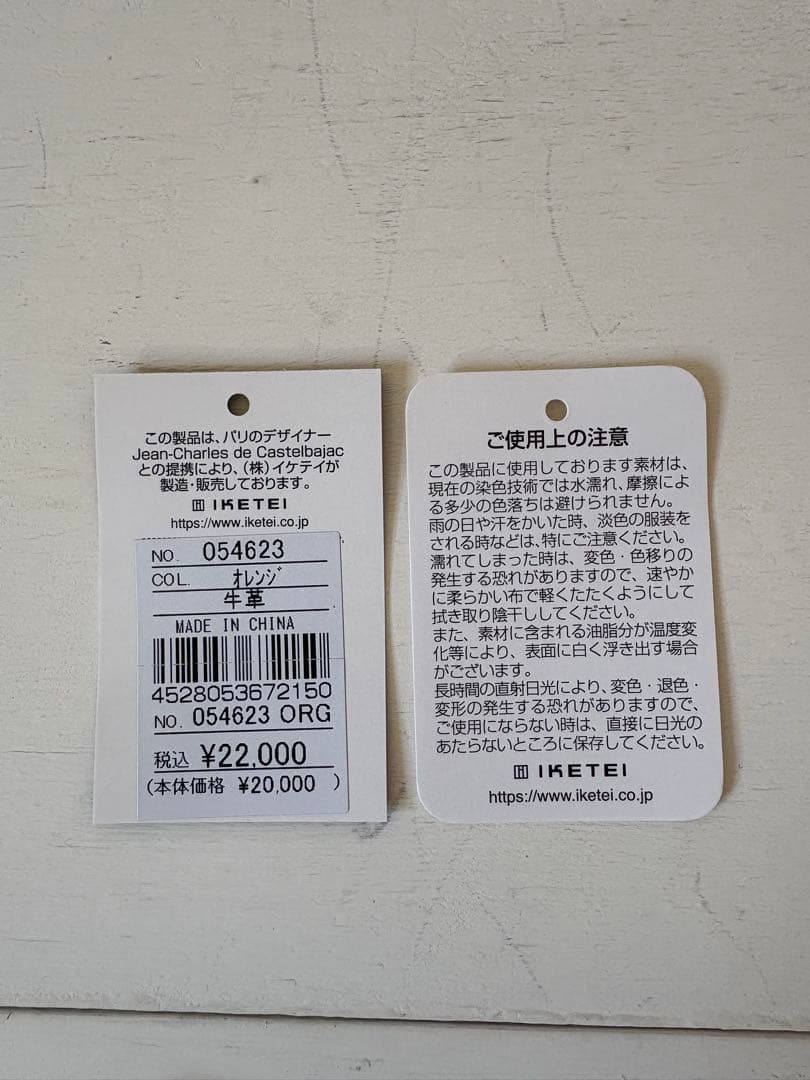 この製品は、パリのデザイナー
Jean-Charles de Castelbajac
との提携により、(株)イケテイが
製造・販売しております。
IKETEI
https://www.iketei.co.jp
NO. 054623
COL. オレンジ
牛革
MADE IN CHINA
4528053672150
NO. 054623 ORG
税込 ¥22,000
(本体価格 ¥20,000 )
ご使用上の注意
この製品に使用しております素材は、
現在の染色技術では水濡れ、摩擦によ
る多少の色落ちは避けられません。
雨の日や汗をかいた時、淡色の服装を
される時などは、特にご注意ください。
濡れてしまった時は、変色・色移りの
発生する恐れがありますので、速やか
に柔らかい布で軽くたたくようにして
拭き取り陰干ししてください。
また、素材に含まれる油脂分が温度変
化等により、表面に白く浮き出す場合
がございます。
長時間の直射日光により、変色・退色・
変形の発生する恐れがありますので、
ご使用にならない時は、直接に日光の
あたらないところに保存してください。
IKETEI
https://www.iketei.co.jp